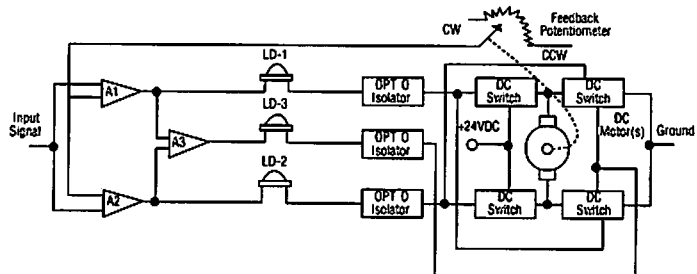 CW
Feedback
Potentiometer
CCW
LD-1
A1
OPT O
Isolator
DC
Switch
DC
Switch
Input
Signal
LD-3
A3
OPT O
Isolator
+24VDC
DC
Motor(s)
Ground
LD-2
A2
OPT O
Isolator
DC
Switch
DC
Switch